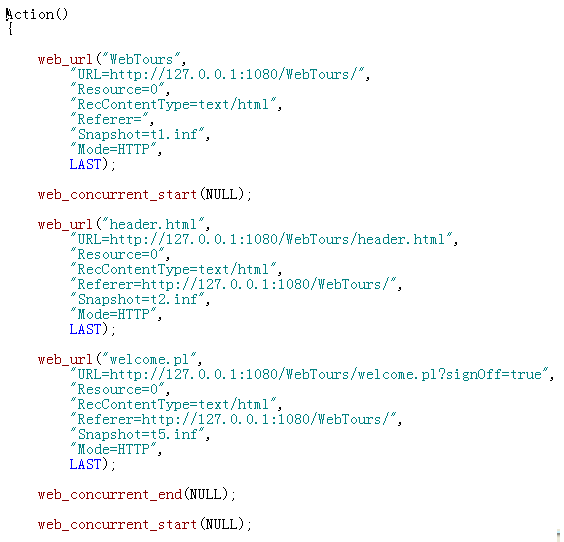 Action()
{
web_url("WebTours",
"URL=http://127.0.0.1:1080/WebTours/",
"Resource=0",
"RecContentType=text/html",
"Referer=",
"Snapshot=t1.inf",
"Mode=HTTP",
LAST);
web_concurrent_start(NULL);
web_url("header.html",
"URL=http://127.0.0.1:1080/WebTours/header.html",
"Resource=0",
"RecContentType=text/html",
"Referer=http://127.0.0.1:1080/WebTours/",
"Snapshot=t2.inf",
"Mode=HTTP",
LAST);
web_url("welcome.pl",
"URL=http://127.0.0.1:1080/WebTours/welcome.pl?signOff=true",
"Resource=0",
"RecContentType=text/html",
"Referer=http://127.0.0.1:1080/WebTours/",
"Snapshot=t5.inf",
"Mode=HTTP",
LAST);
web_concurrent_end(NULL);
web_concurrent_start(NULL);